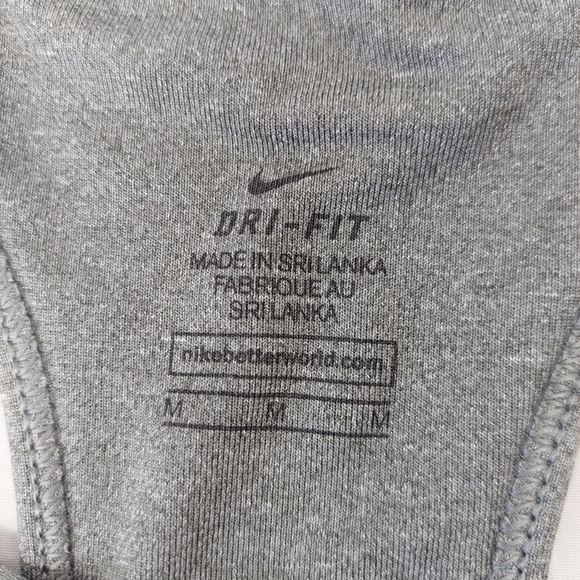 DRI-FIT
MADE IN SRI LANKA
FABRIQUE AU
SRI LANKA
nikebetterworld.com
M M M